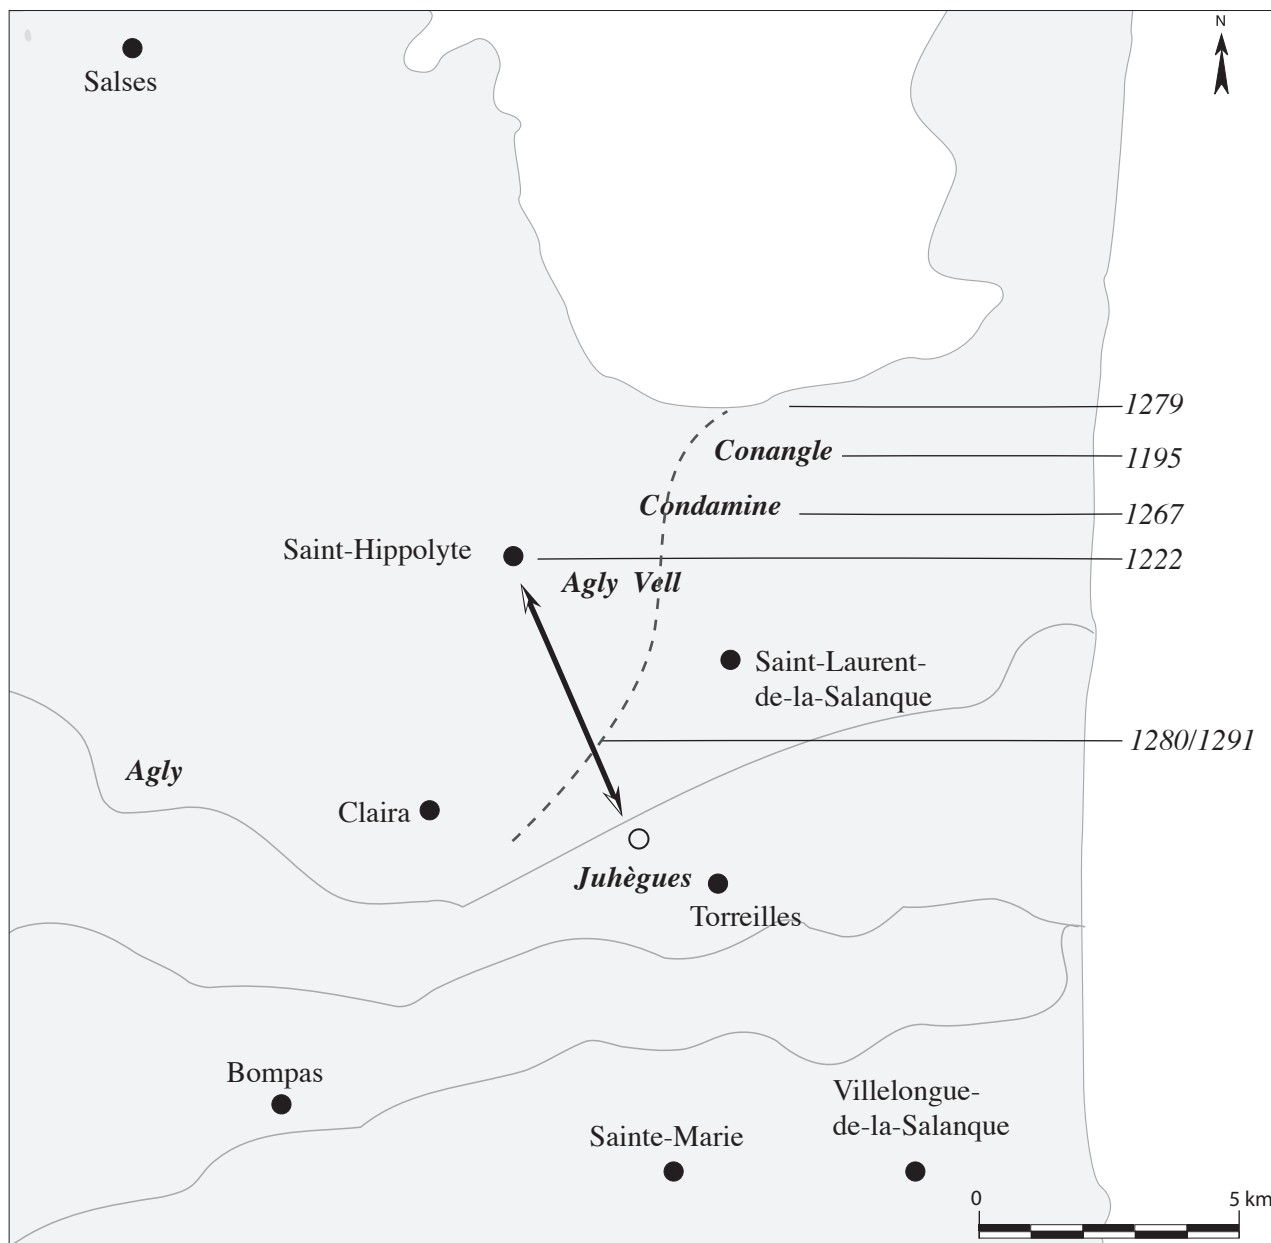 N
Salses
1279
Conangle
1195
Condamine
1267
Saint-Hippolyte
1222
Agly Vell
Saint-Laurent-
de-la-Salanque
1280/1291
Agly
Claira
Juhègues
Torreilles
Bompas
Villelongue-
de-la-Salanque
Sainte-Marie
0
5 km